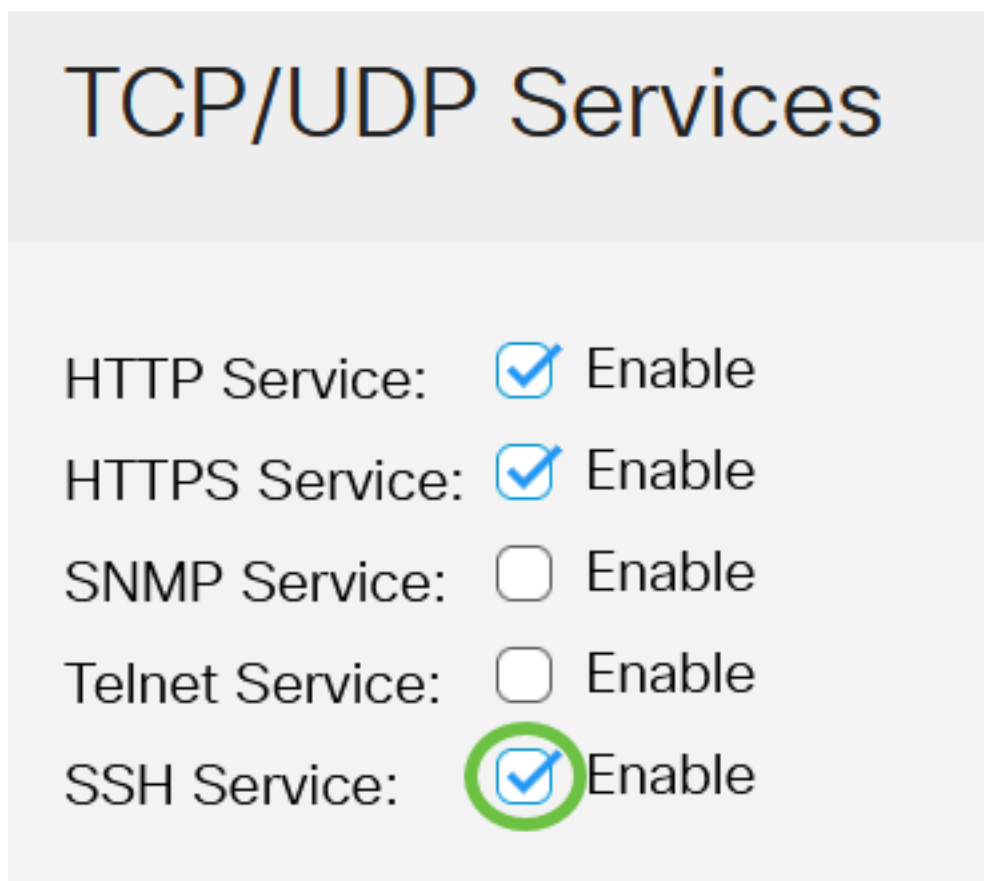 TCP/UDP Services
HTTP Service: Enable
HTTPS Service: Enable
SNMP Service: Enable
Telnet Service: Enable
SSH Service: Enable